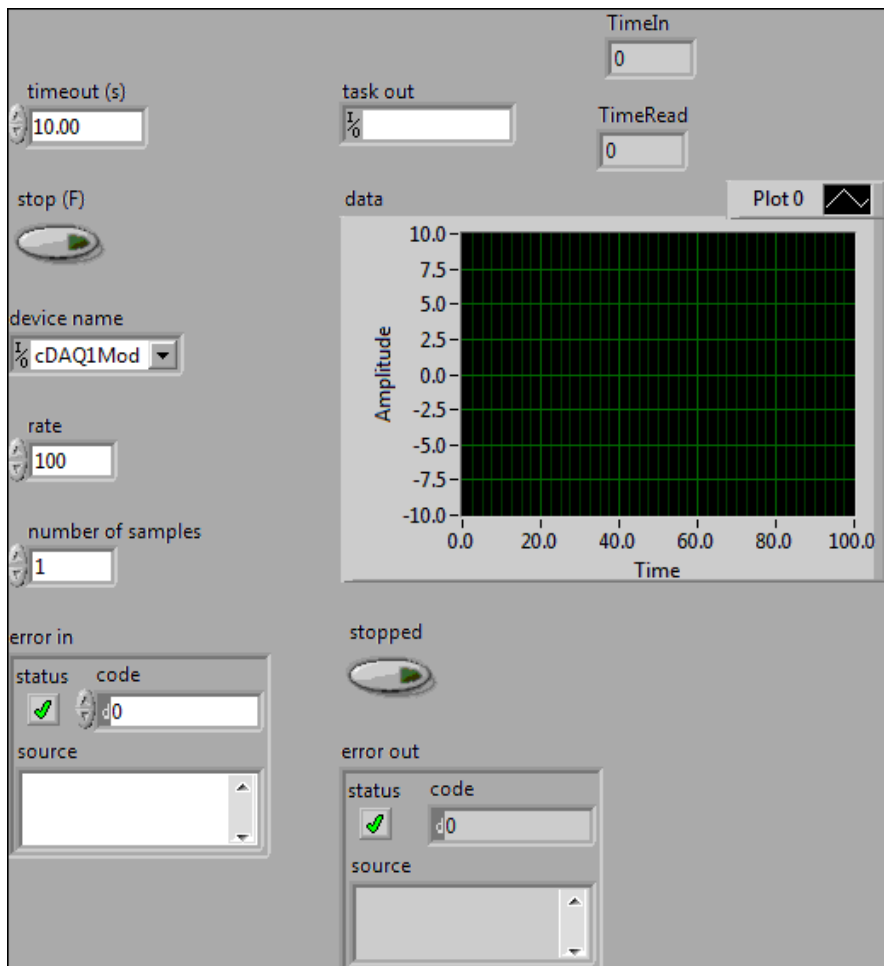 TimeIn
0
timeout (s)
10.00
task out
TimeRead
0
stop (F)
data
Plot 0
10.0
7.5
5.0
2.5
0.0
-2.5
-5.0
-7.5
-10.0
Amplitude
0.0 20.0 40.0 60.0 80.0 100.0
Time
device name
cDAQ1Mod
rate
100
number of samples
1
error in
status code
d0
source
stopped
error out
status code
d0
source